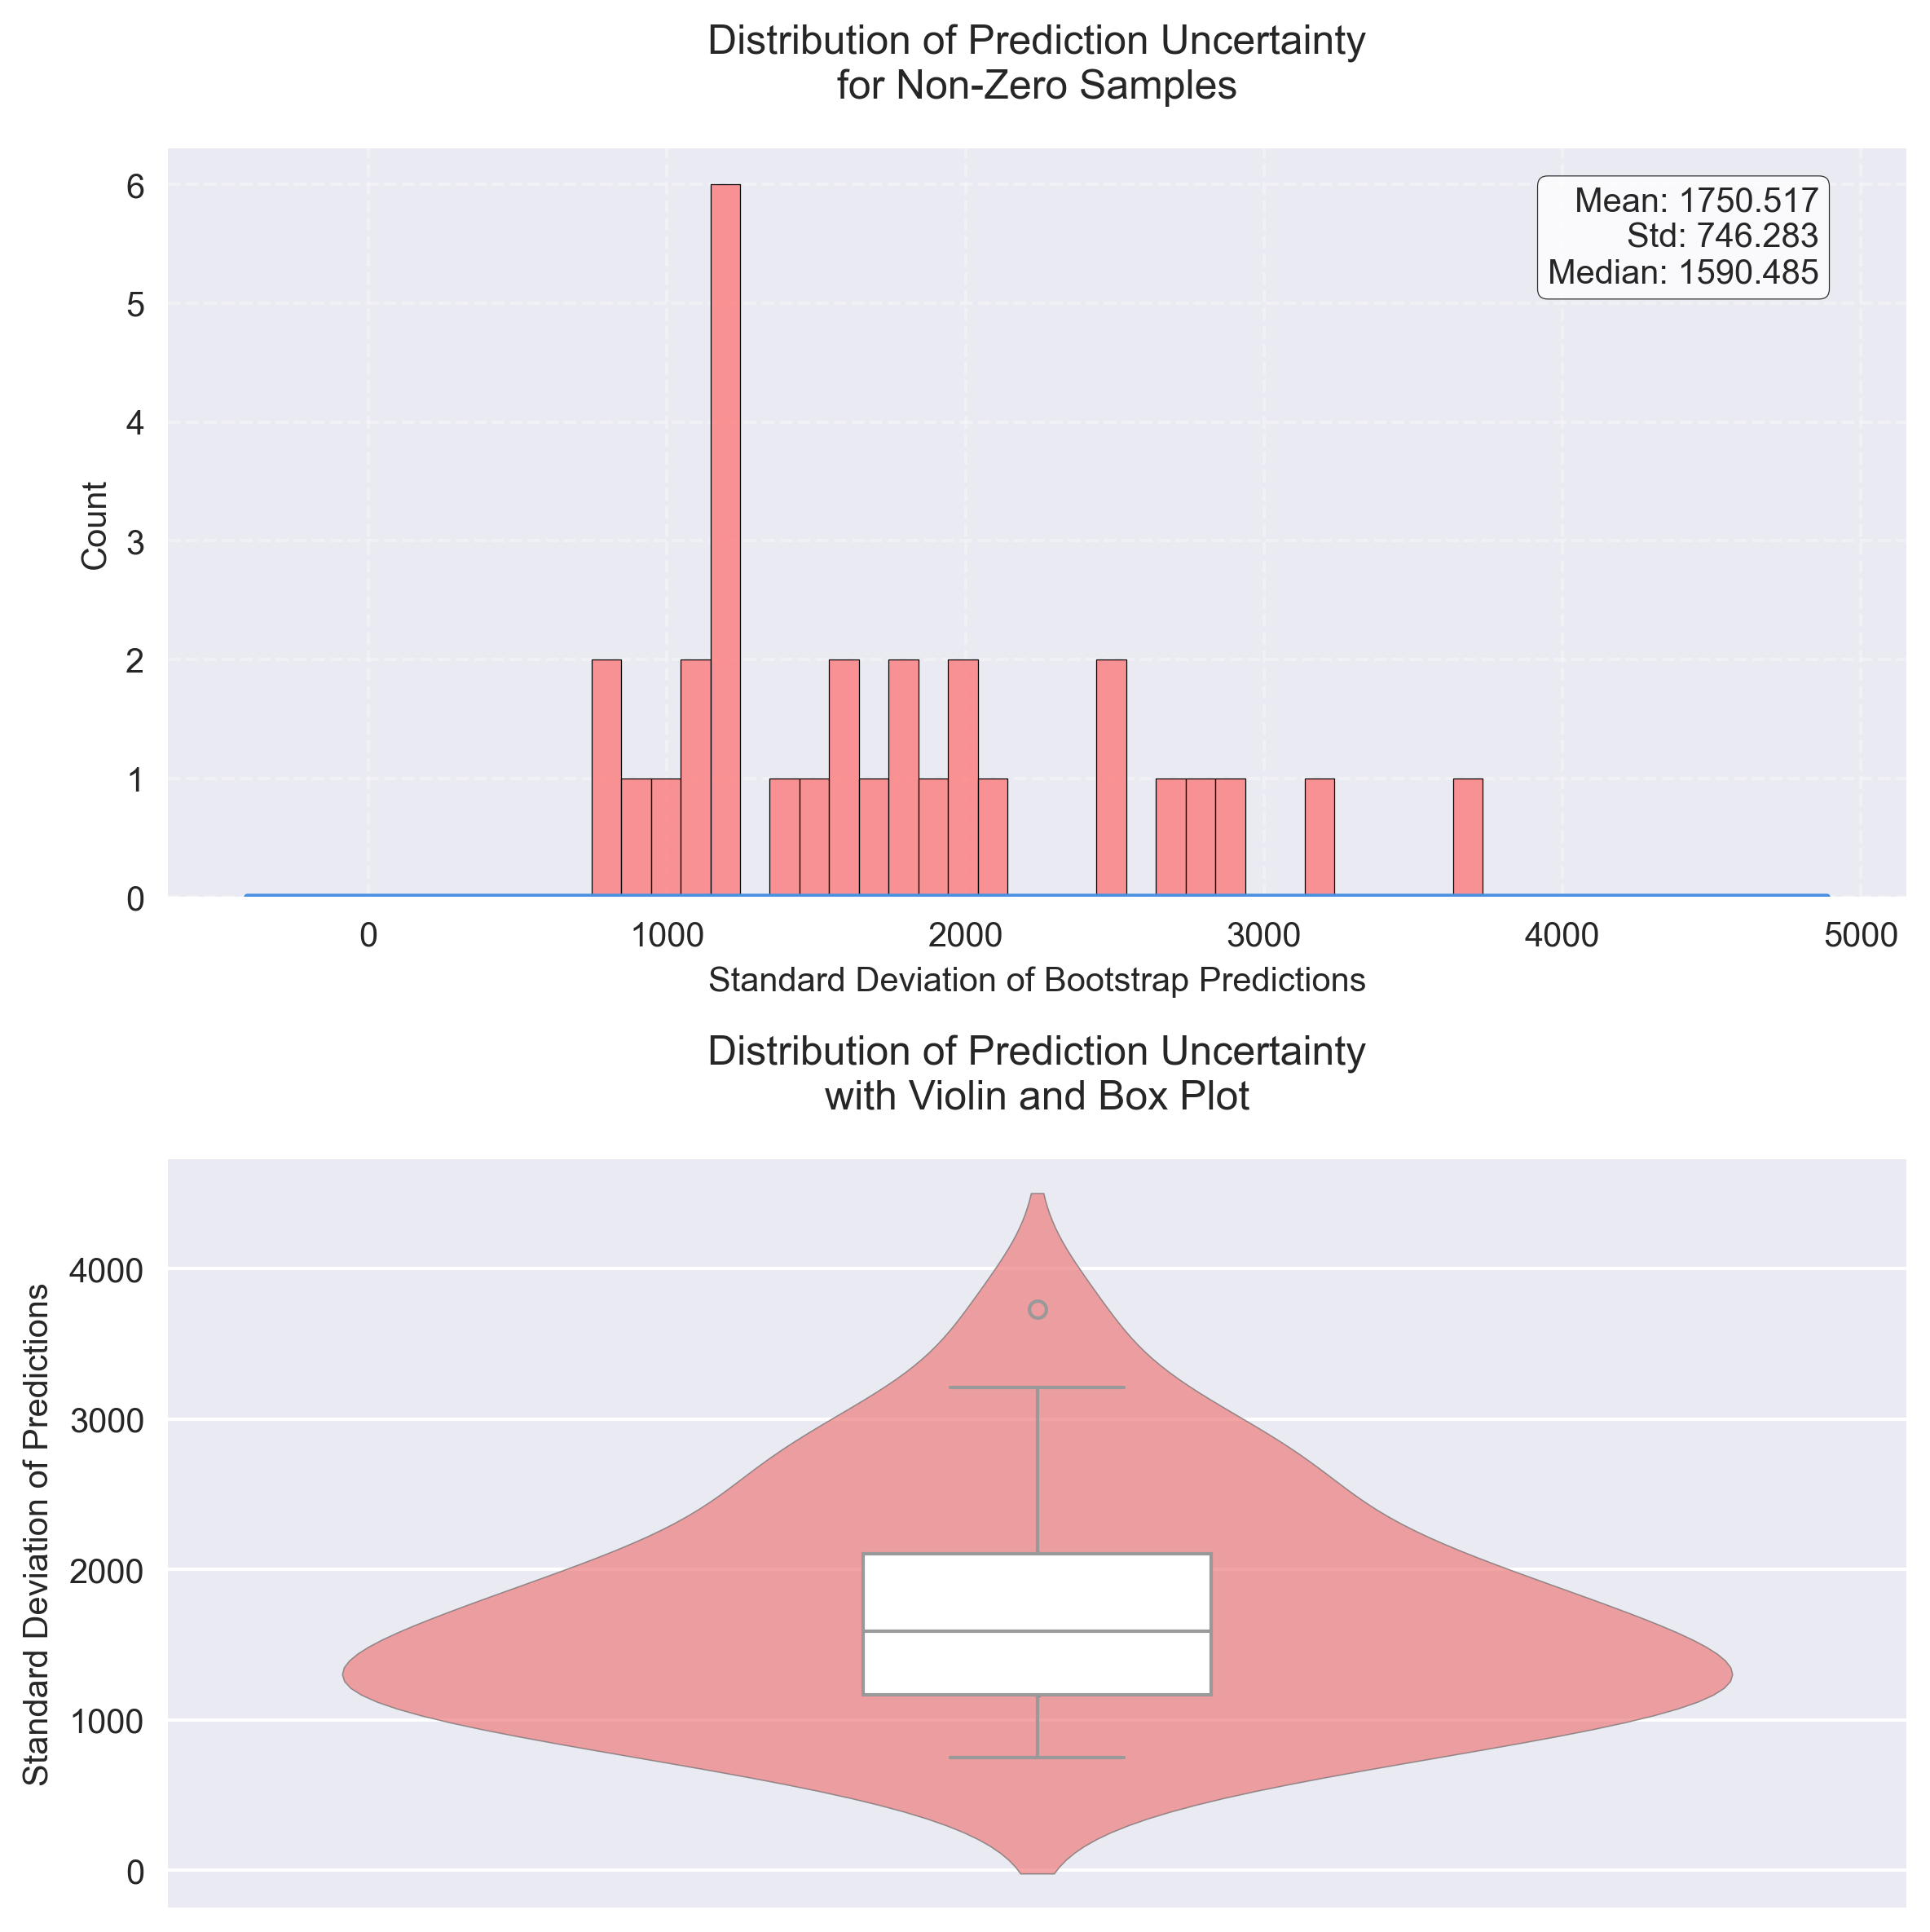 Distribution of Prediction Uncertainty
for Non-Zero Samples
Mean: 1750.517
Std: 746.283
Median: 1590.485
Count
6
5
4
3
2
1
0
0 1000 2000 3000 4000 5000
Standard Deviation of Bootstrap Predictions
Distribution of Prediction Uncertainty
with Violin and Box Plot
Standard Deviation of Predictions
4000
3000
2000
1000
0